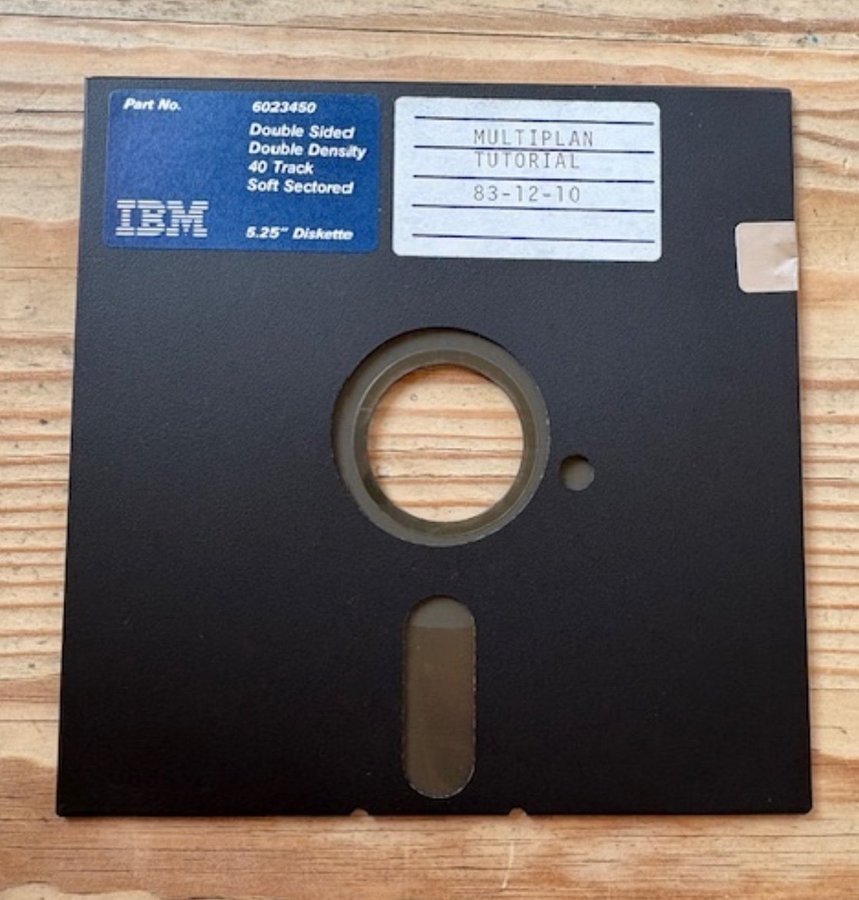 Part No. 6023450
Double Sided
Double Density
40 Track
Soft Sectored
IBM
5.25" Diskette
MULTIPLAN
TUTORIAL
83-12-10